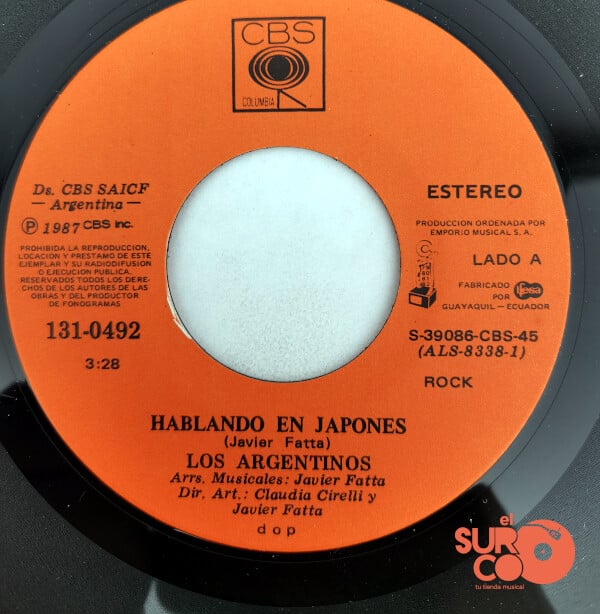 CBS
COLUMBIA
Ds. CBS SAICF
— Argentina —
℗ 1987 CBS inc.
PROHIBIDA LA REPRODUCCION,
LOCACION Y PRESTAMO DE ESTE
EJEMPLAR Y SU RADIODIFUSION
O EJECUCION PUBLICA.
RESERVADOS TODOS LOS DERE-
CHOS DE LOS AUTORES DE LAS
OBRAS Y DEL PRODUCTOR
DE FONOGRAMAS
131-0492
3:28
ESTEREO
PRODUCCION ORDENADA POR
EMPORIO MUSICAL S. A.
LADO A
FABRICADO
POR
GUAYAQUIL – ECUADOR
S-39086-CBS-45
(ALS-8338-1)
ROCK
HABLANDO EN JAPONES
(Javier Fatta)
LOS ARGENTINOS
Arrs. Musicales: Javier Fatta
Dir. Art.: Claudia Cirelli y
Javier Fatta
dop
el
SURCO
tu tienda musical